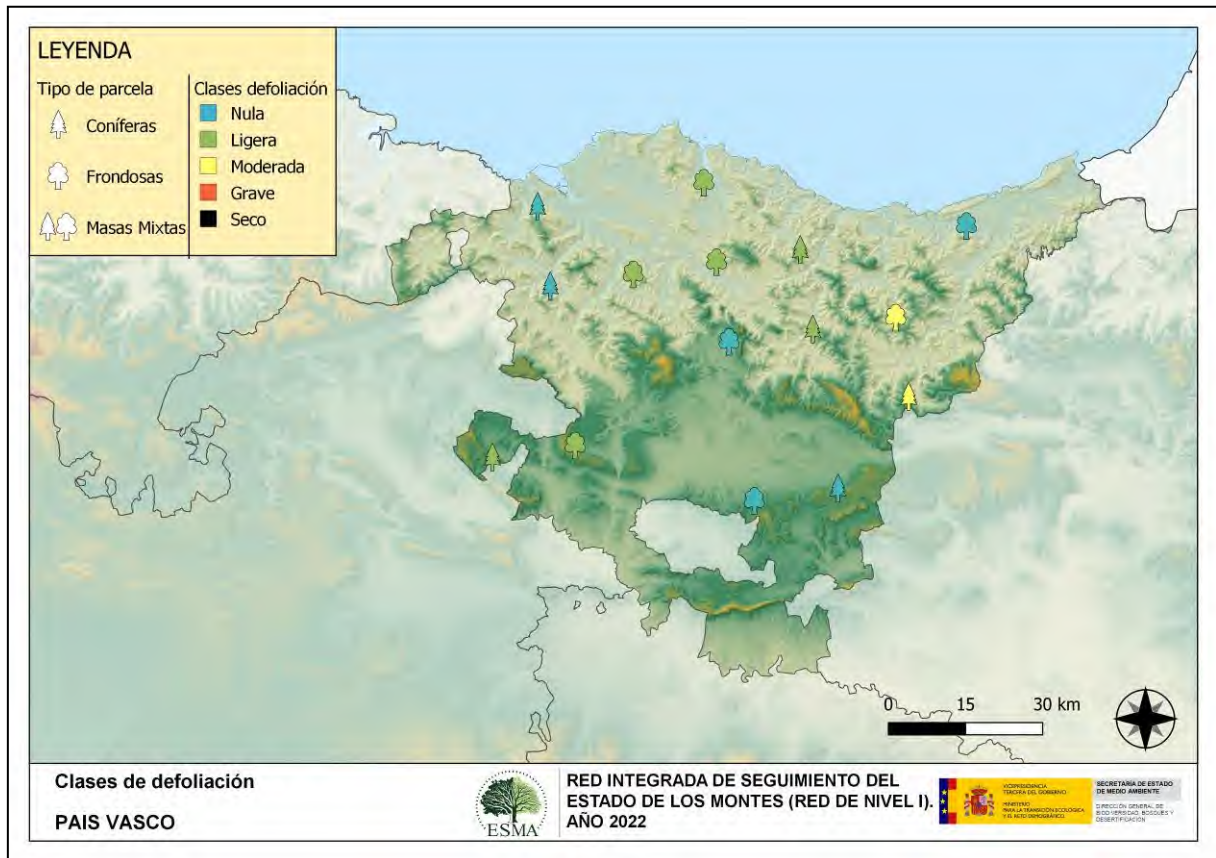 LEYENDA
Tipo de parcela
Coníferas
Frondosas
Masas Mixtas
Clases defoliación
Nula
Ligera
Moderada
Grave
Seco
0 15 30 km
Clases de defoliación
PAIS VASCO
ESMA
RED INTEGRADA DE SEGUIMIENTO DEL
ESTADO DE LOS MONTES (RED DE NIVEL I).
AÑO 2022
VICEPRESIDENCIA
TERCERA DEL GOBIERNO
MINISTERIO
PARA LA TRANSICIÓN ECOLÓGICA
Y EL RETO DEMOGRÁFICO
SECRETARÍA DE ESTADO
DE MEDIO AMBIENTE
DIRECCIÓN GENERAL DE
BIODIVERSIDAD, BOSQUES Y
DESERTIFICACIÓN